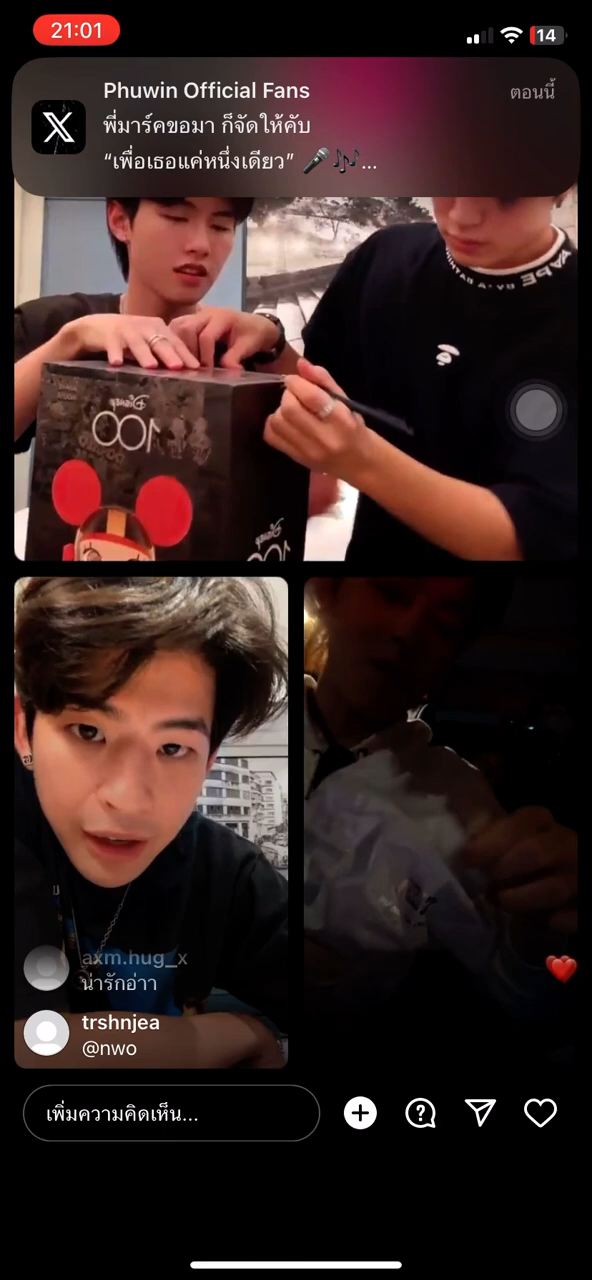 21:01
14
Phuwin Official Fans
ตอนนี้
พี่มาร์คขอมา ก็จัดให้คับ
“เพื่อเธอแค่หนึ่งเดียว” 🎤🎶...
Disney
100
axm.hug_x
น่ารักอ่าา
trshnjea
@nwo
เพิ่มความคิดเห็น...